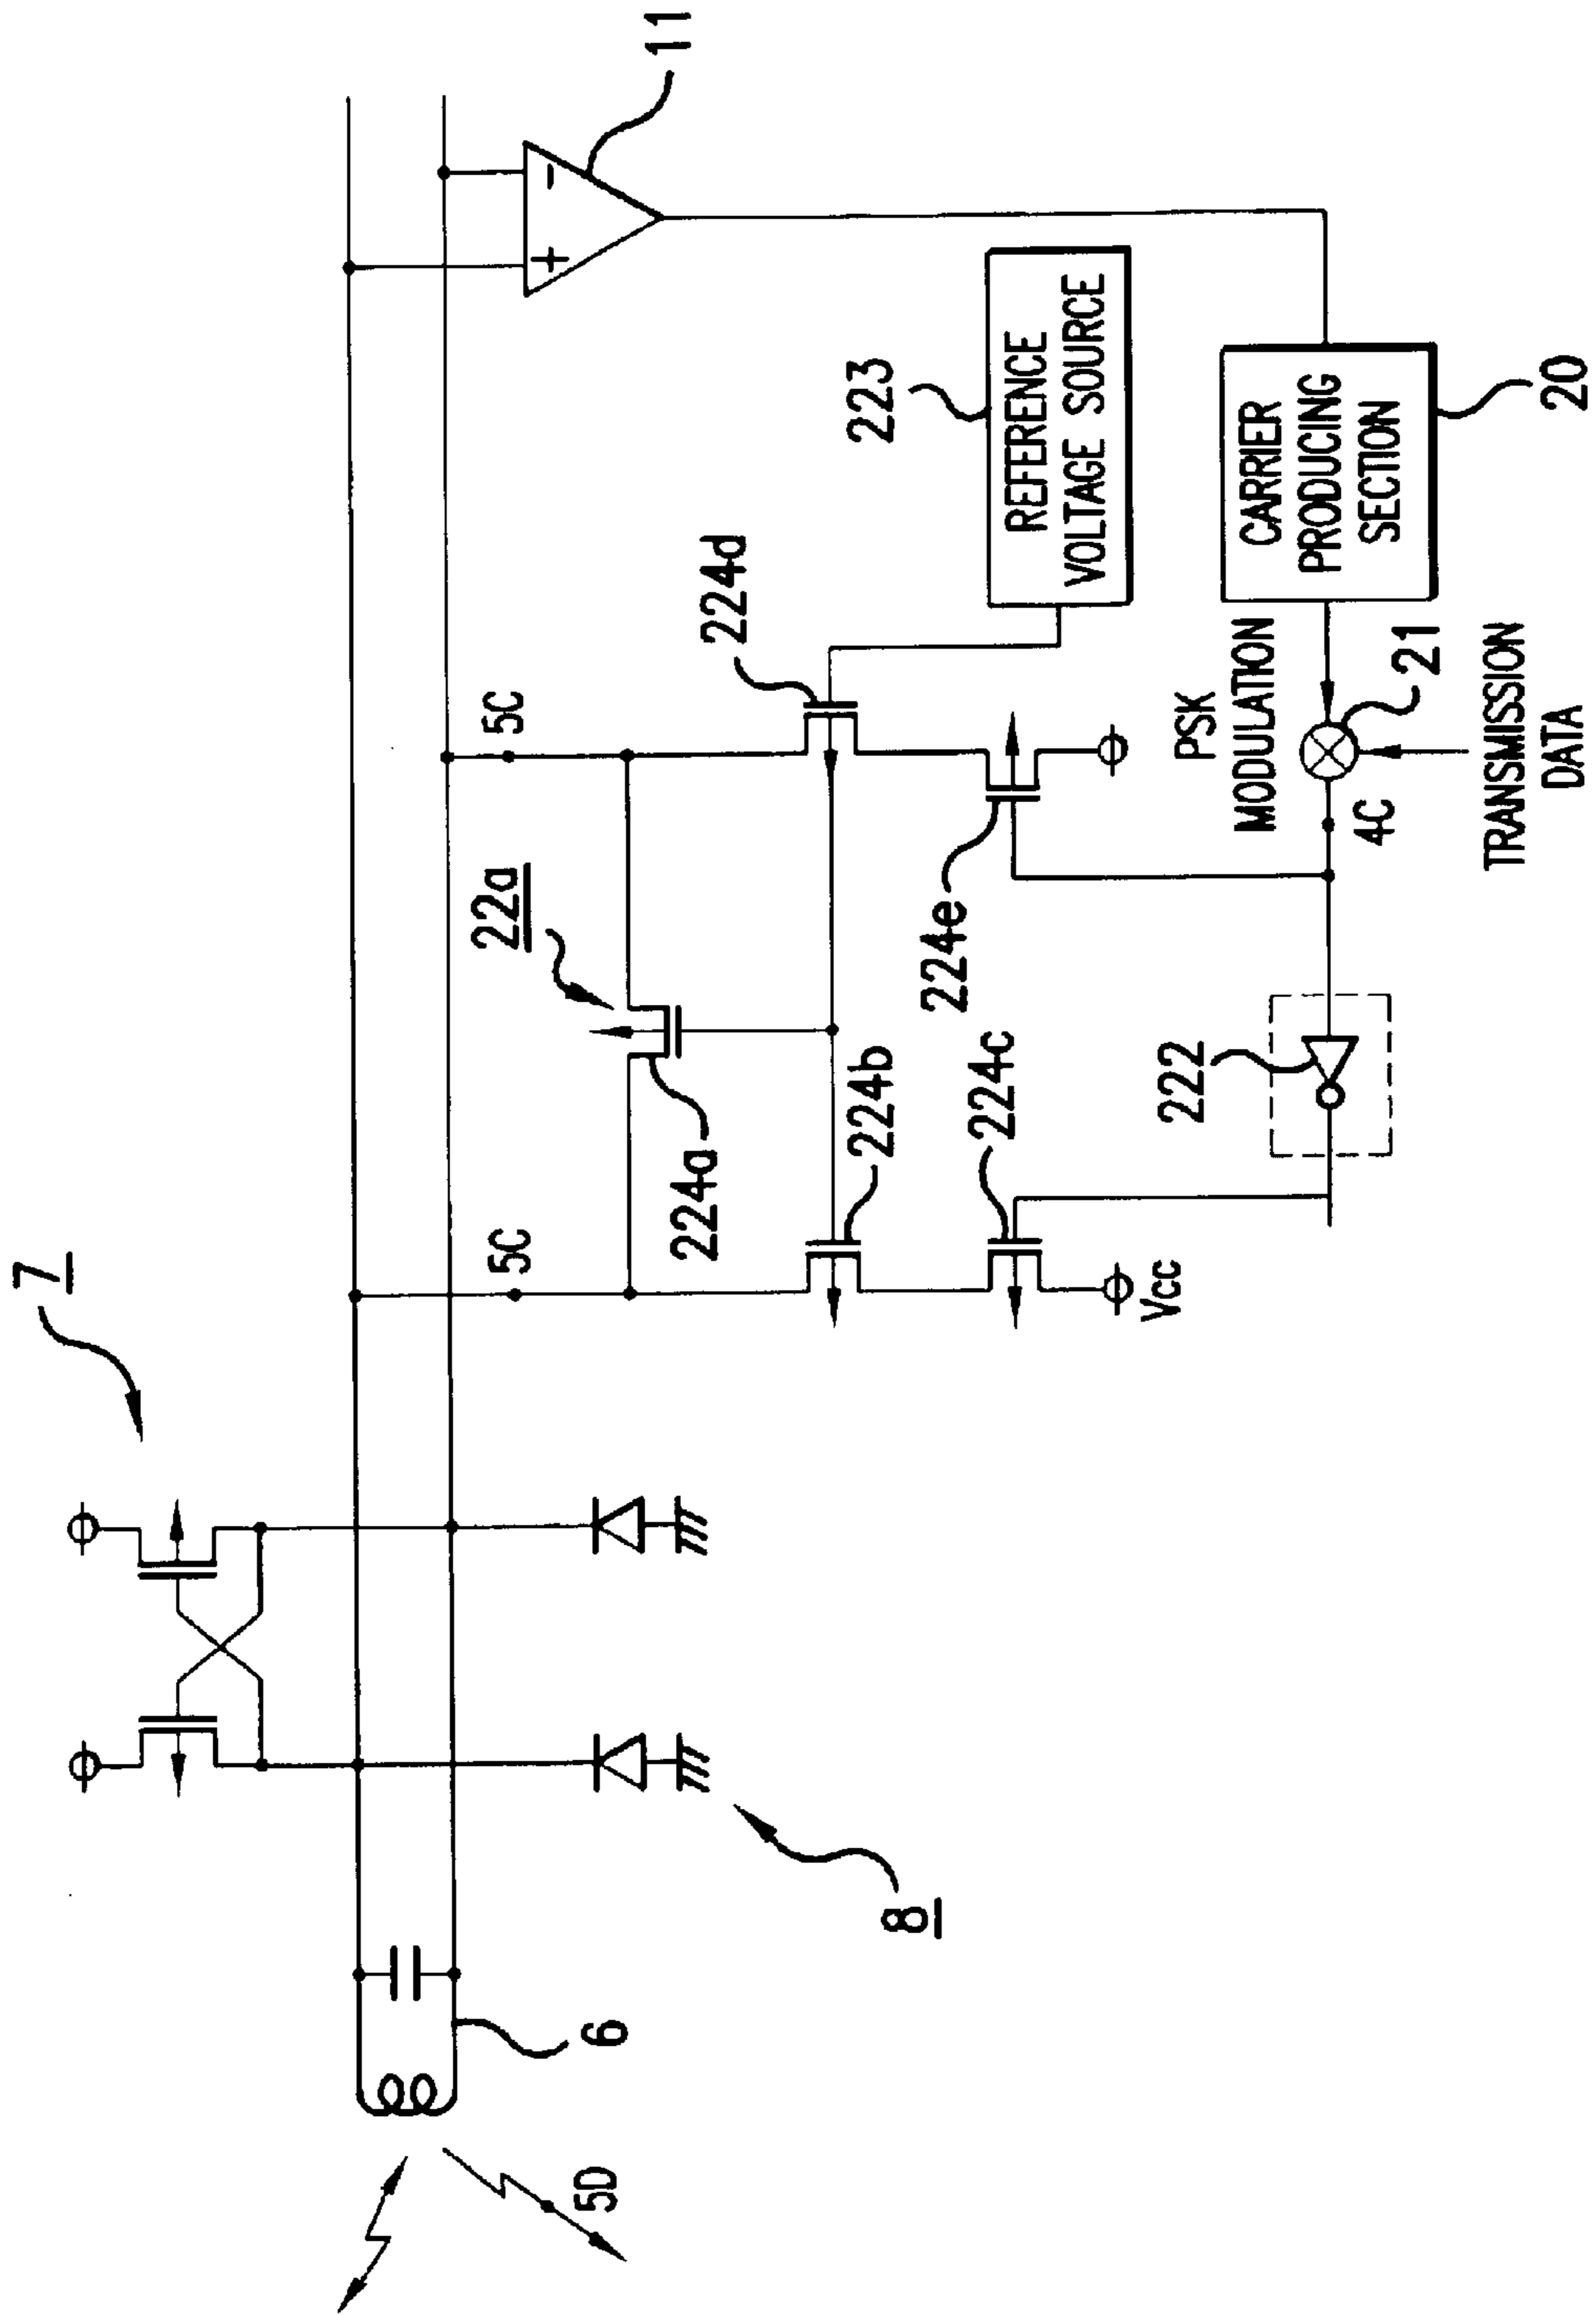 7
22a
5C
5C
11
224a
224d
223
REFERENCE
VOLTAGE SOURCE
224b
224e
224c
Vcc
PSK
MODULATION
CARRIER
PRODUCING
SECTION
222
4C
21
20
TRANSMISSION
DATA
6
5D
8
+
-